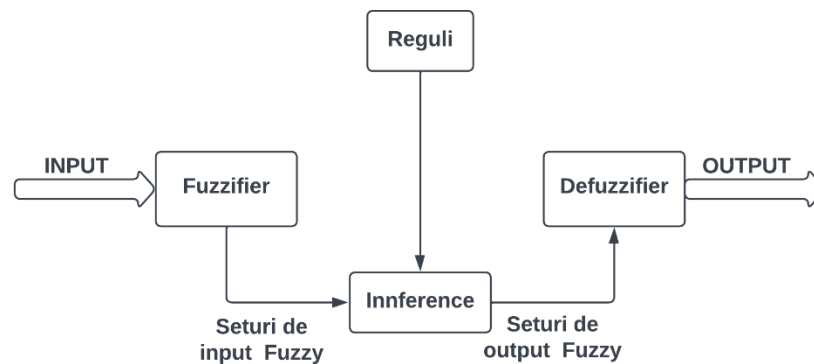 Reguli
INPUT
Fuzzifier
Defuzzifier
OUTPUT
Innference
Seturi de
input Fuzzy
Seturi de
output Fuzzy